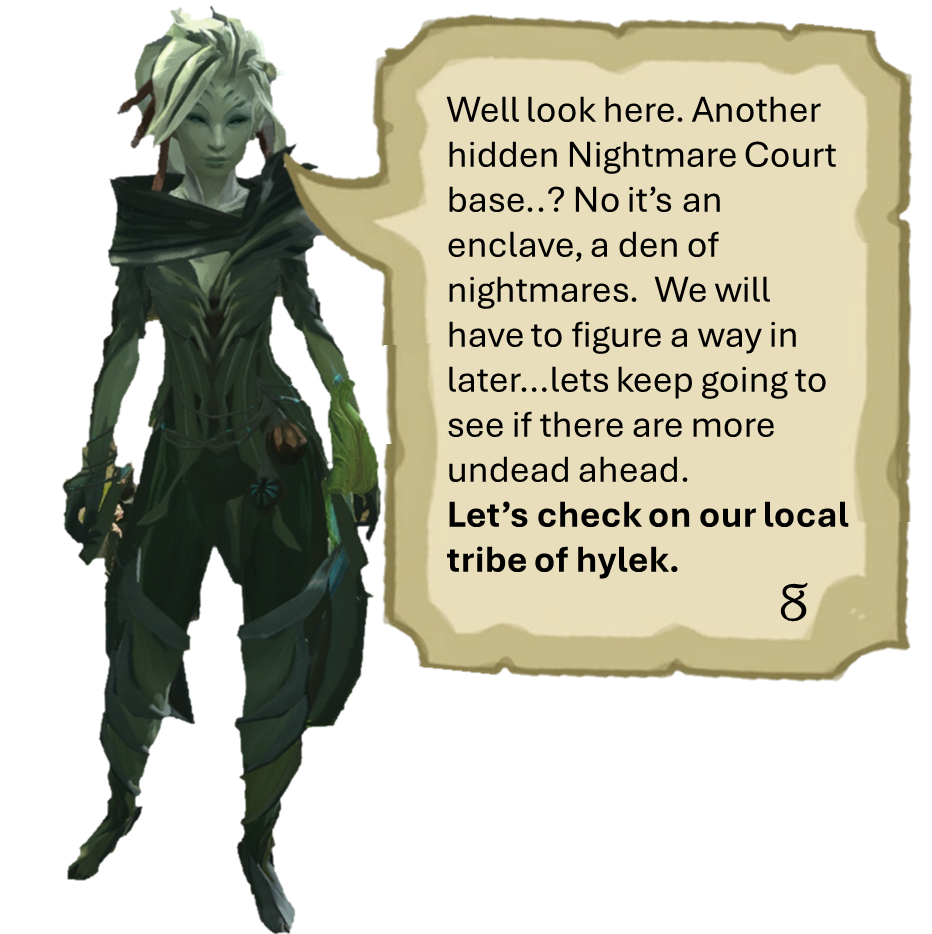 Well look here. Another
hidden Nightmare Court
base..? No it’s an
enclave, a den of
nightmares.  We will
have to figure a way in
later...lets keep going to
see if there are more
undead ahead.
Let’s check on our local
tribe of hylek.
8